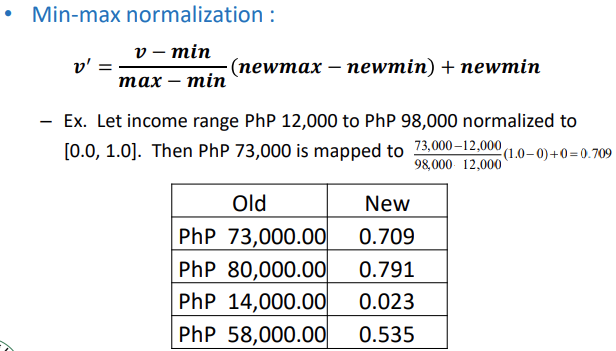 • Min-max normalization :
v′ = (v − min)/(max − min) (newmax − newmin) + newmin
– Ex. Let income range PhP 12,000 to PhP 98,000 normalized to
[0.0, 1.0]. Then PhP 73,000 is mapped to (73,000−12,000)/(98,000 12,000) (1.0−0)+0=0.709
Old New
PhP 73,000.00 0.709
PhP 80,000.00 0.791
PhP 14,000.00 0.023
PhP 58,000.00 0.535